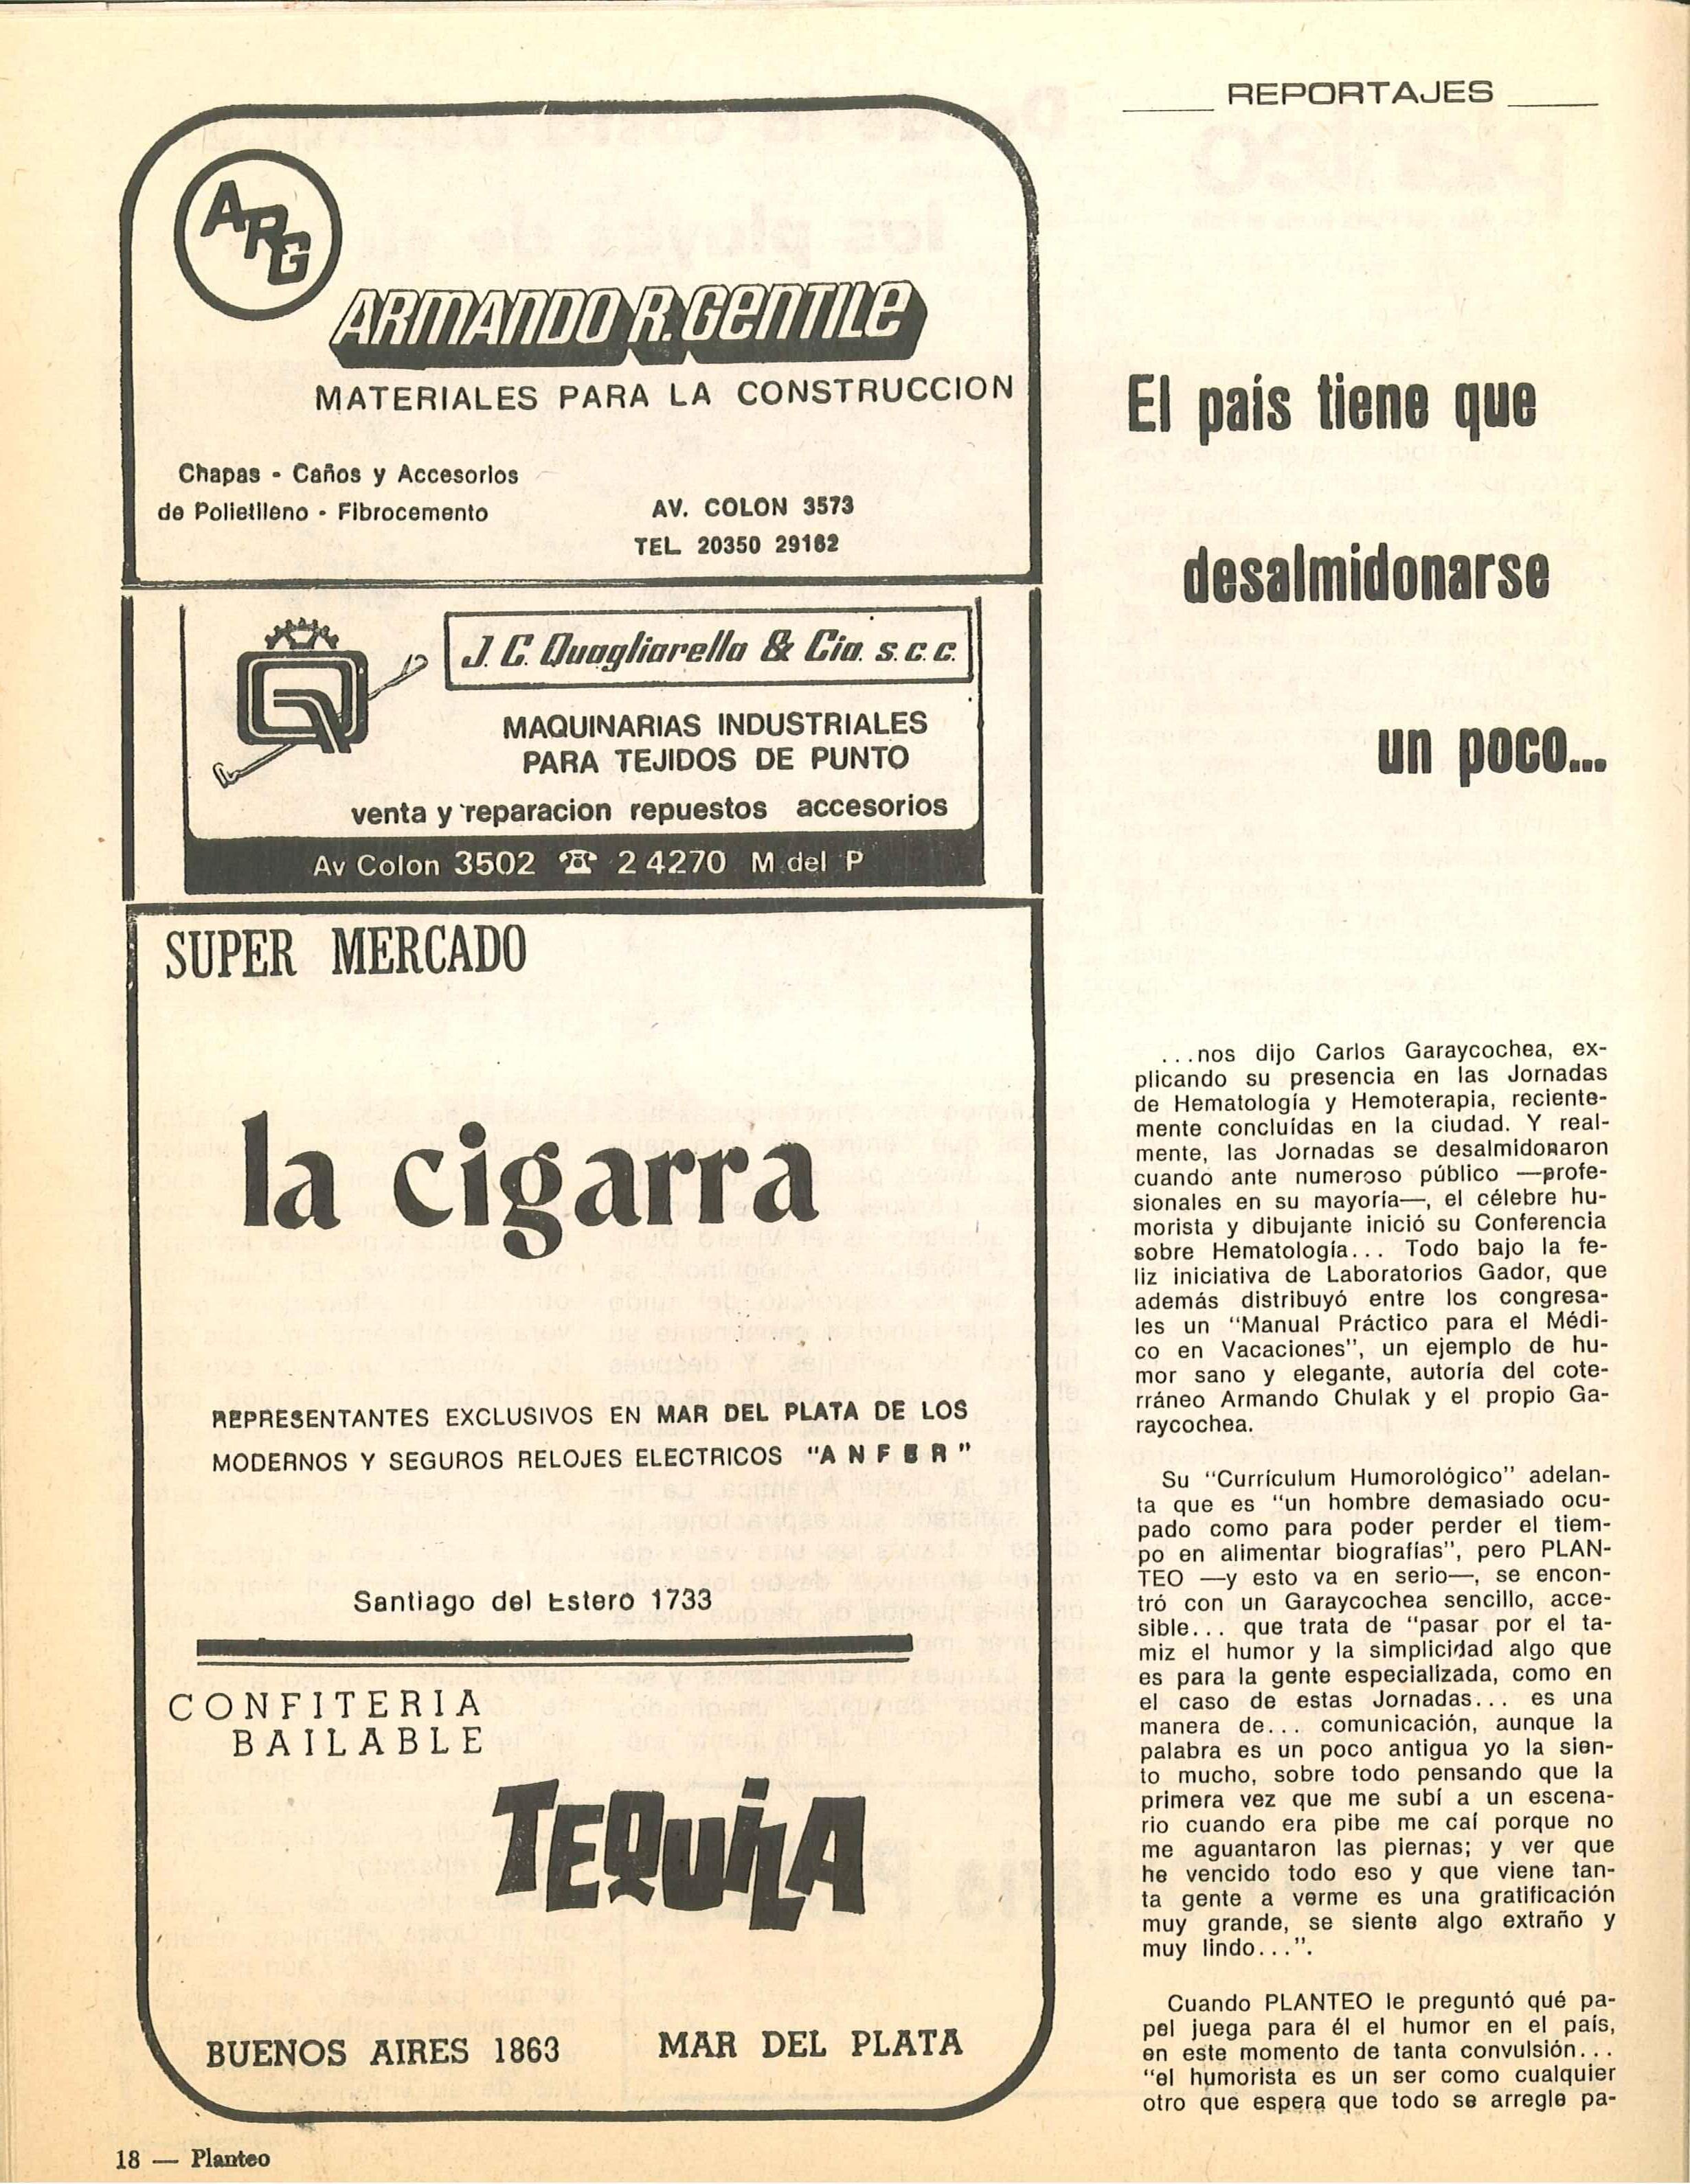 ARG
ARMANDO R. GENTILE
MATERIALES PARA LA CONSTRUCCION
Chapas - Caños y Accesorios
de Polietileno - Fibrocemento
AV. COLON 3573
TEL. 20350 29182
J. C. Quagliarella & Cia. s. c. c.
MAQUINARIAS INDUSTRIALES
PARA TEJIDOS DE PUNTO
venta y reparacion repuestos accesorios
Av Colon 3502 ☎ 2 4270 M del P
SUPER MERCADO
la cigarra
REPRESENTANTES EXCLUSIVOS EN MAR DEL PLATA DE LOS
MODERNOS Y SEGUROS RELOJES ELECTRICOS "ANFER"
Santiago del Estero 1733
CONFITERIA
BAILABLE
TEQUILA
BUENOS AIRES 1863 MAR DEL PLATA
18 — Planteo
REPORTAJES
El país tiene que
desalmidonarse
un poco...
...nos dijo Carlos Garaycochea, ex-
plicando su presencia en las Jornadas
de Hematología y Hemoterapia, reciente-
mente concluídas en la ciudad. Y real-
mente, las Jornadas se desalmidonaron
cuando ante numeroso público —profe-
sionales en su mayoría—, el célebre hu-
morista y dibujante inició su Conferencia
sobre Hematología... Todo bajo la fe-
liz iniciativa de Laboratorios Gador, que
además distribuyó entre los congresa-
les un "Manual Práctico para el Médi-
co en Vacaciones", un ejemplo de hu-
mor sano y elegante, autoría del cote-
rráneo Armando Chulak y el propio Ga-
raycochea.
Su "Currículum Humorológico" adelan-
ta que es "un hombre demasiado ocu-
pado como para poder perder el tiem-
po en alimentar biografías", pero PLAN-
TEO —y esto va en serio—, se encon-
tró con un Garaycochea sencillo, acce-
sible... que trata de "pasar por el ta-
miz el humor y la simplicidad algo que
es para la gente especializada, como en
el caso de estas Jornadas... es una
manera de... comunicación, aunque la
palabra es un poco antigua yo la sien-
to mucho, sobre todo pensando que la
primera vez que me subí a un escena-
rio cuando era pibe me caí porque no
me aguantaron las piernas; y ver que
he vencido todo eso y que viene tan-
ta gente a verme es una gratificación
muy grande, se siente algo extraño y
muy lindo...".
Cuando PLANTEO le preguntó qué pa-
pel juega para él el humor en el país,
en este momento de tanta convulsión...
"el humorista es un ser como cualquier
otro que espera que todo se arregle pa-